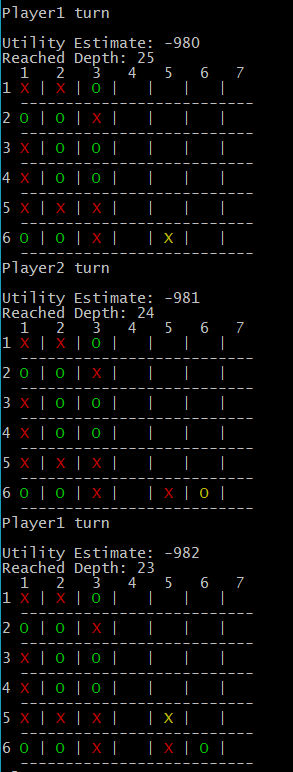 Player1 turn
Utility Estimate: -980
Reached Depth: 25
1 2 3 4 5 6 7
1 X | X | O | | | |
---------------------------
2 O | O | X | | | |
---------------------------
3 X | O | O | | | |
---------------------------
4 X | O | O | | | |
---------------------------
5 X | X | X | | | |
---------------------------
6 O | O | X | | X | |
---------------------------
Player2 turn
Utility Estimate: -981
Reached Depth: 24
1 2 3 4 5 6 7
1 X | X | O | | | |
---------------------------
2 O | O | X | | | |
---------------------------
3 X | O | O | | | |
---------------------------
4 X | O | O | | | |
---------------------------
5 X | X | X | | | |
---------------------------
6 O | O | X | | X | O |
---------------------------
Player1 turn
Utility Estimate: -982
Reached Depth: 23
1 2 3 4 5 6 7
1 X | X | O | | | |
---------------------------
2 O | O | X | | | |
---------------------------
3 X | O | O | | | |
---------------------------
4 X | O | O | | | |
---------------------------
5 X | X | X | | X | |
---------------------------
6 O | O | X | | X | O |
---------------------------